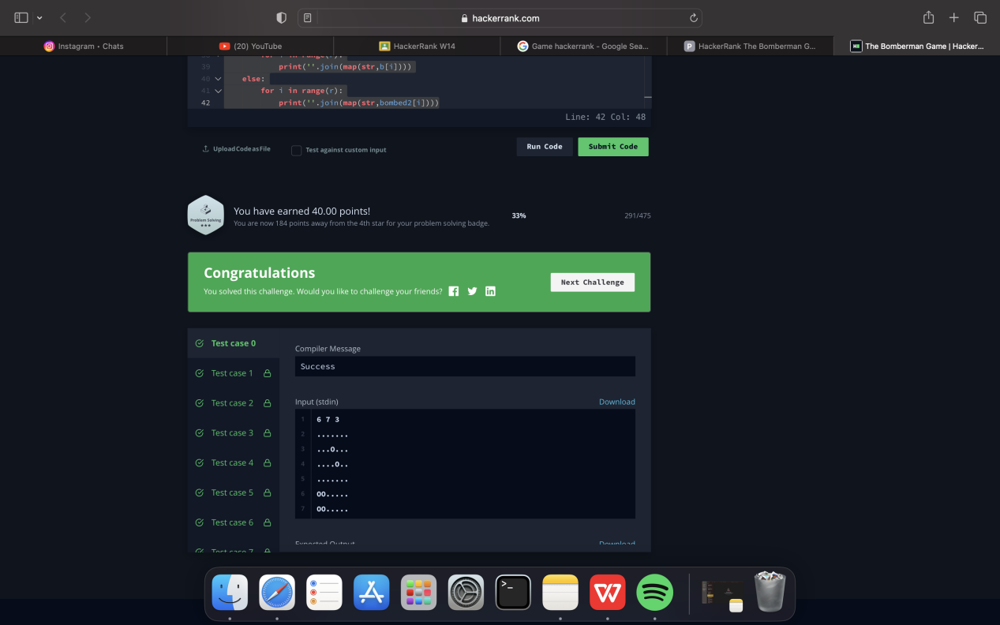 hackerrank.com
Instagram • Chats
(20) YouTube
HackerRank W14
Game hackerrank - Google Sea...
HackerRank The Bomberman G...
The Bomberman Game | Hacker...
39 print(''.join(map(str,b[i])))
40 else:
41 for i in range(r):
42 print(''.join(map(str,bombed2[i])))
Line: 42 Col: 48
Upload Code as File
Test against custom input
Run Code
Submit Code
Problem Solving
You have earned 40.00 points!
You are now 184 points away from the 4th star for your problem solving badge.
33%
291/475
Congratulations
You solved this challenge. Would you like to challenge your friends?
Next Challenge
Test case 0
Test case 1
Test case 2
Test case 3
Test case 4
Test case 5
Test case 6
Test case 7
Compiler Message
Success
Input (stdin)
Download
1 6 7 3
2 .......
3 ...O...
4 ....O..
5 .......
6 OO.....
7 OO.....
Expected Output
Download